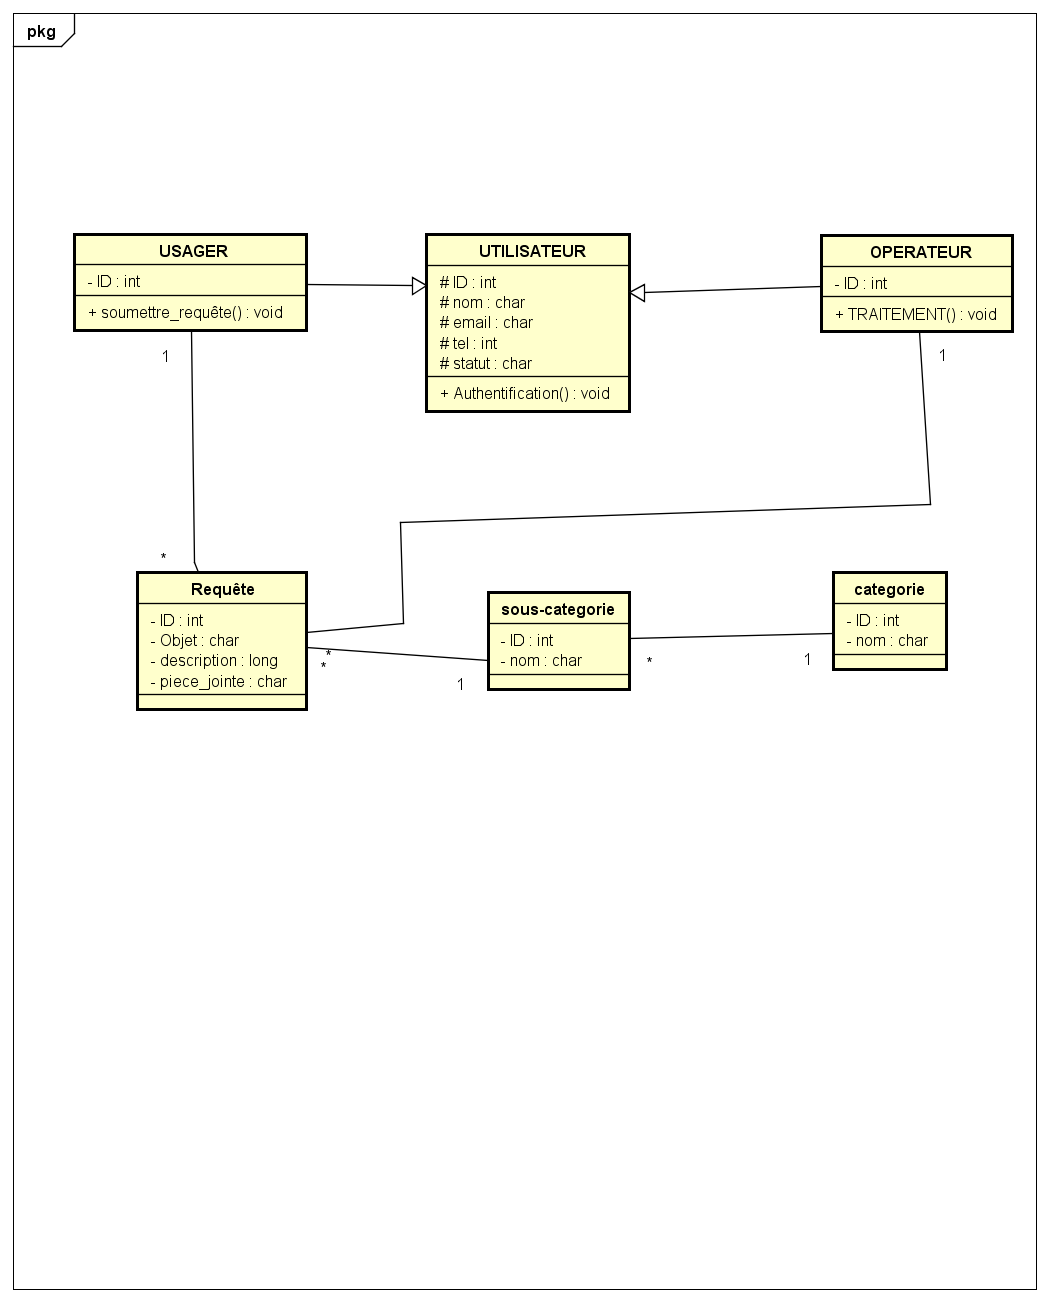 pkg
USAGER
- ID : int
+ soumettre_requête() : void
1
UTILISATEUR
# ID : int
# nom : char
# email : char
# tel : int
# statut : char
+ Authentification() : void
OPERATEUR
- ID : int
+ TRAITEMENT() : void
1
*
Requête
- ID : int
- Objet : char
- description : long
- piece_jointe : char
*
*
1
sous-categorie
- ID : int
- nom : char
*
1
categorie
- ID : int
- nom : char